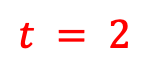 t = 2